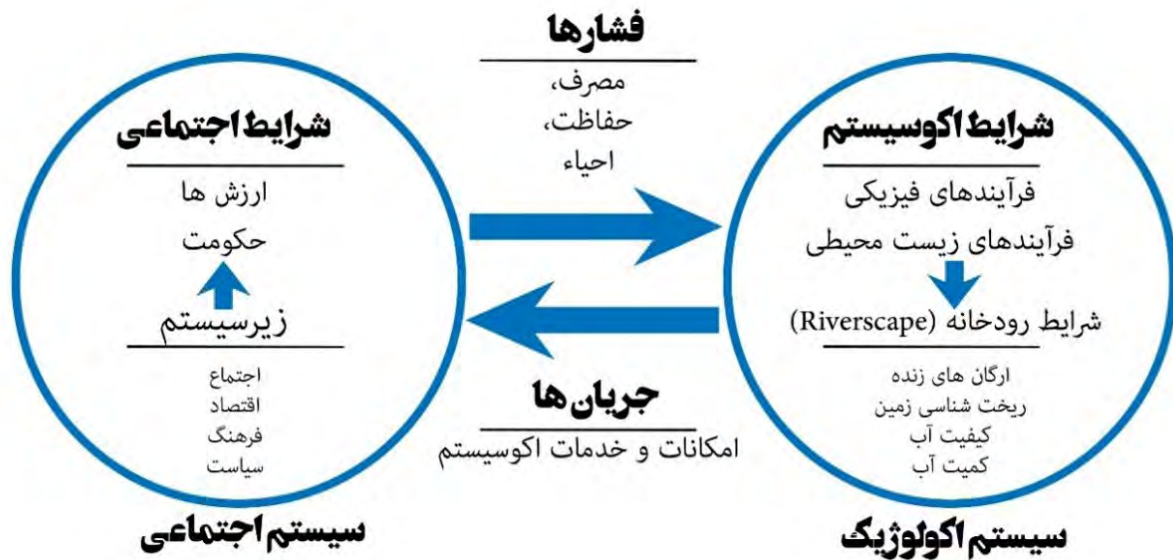 فشارها
مصرف،
حفاظت،
احیاء
شرایط اکوسیستم
فرآیندهای فیزیکی
فرآیندهای زیست محیطی
شرایط رودخانه (Riverscape)
ارگان های زنده
ریخت شناسی زمین
کیفیت آب
کمیت آب
سیستم اکولوژیک
شرایط اجتماعی
ارزش ها
حکومت
زیرسیستم
اجتماع
اقتصاد
فرهنگ
سیاست
سیستم اجتماعی
جریان ها
امکانات و خدمات اکوسیستم